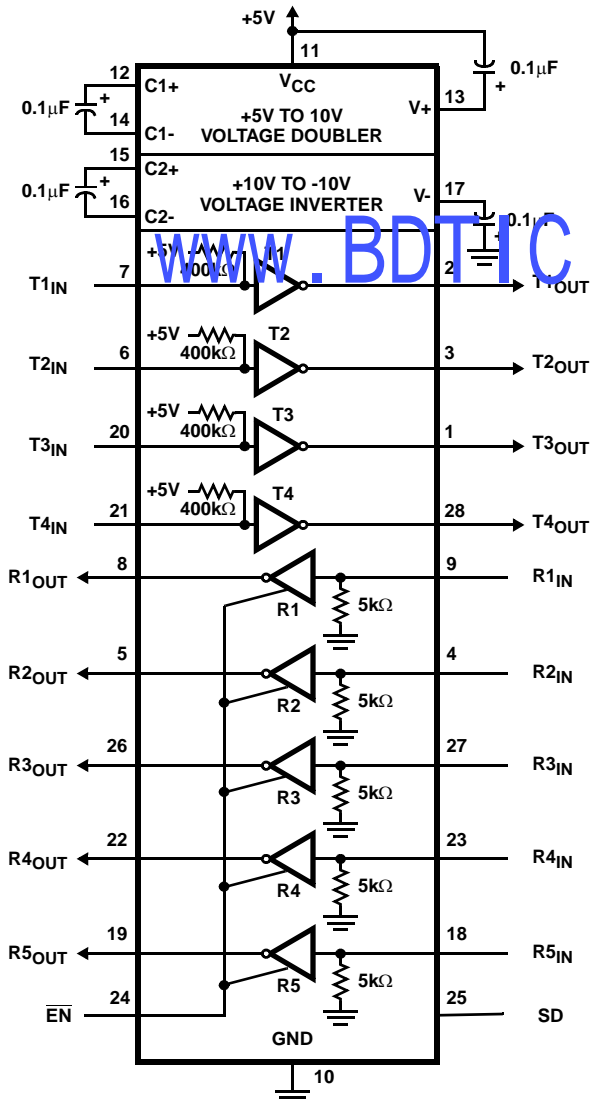 +5V
11
12
C1+
VCC
0.1µF
0.1µF
+
+
13
V+
+5V TO 10V
VOLTAGE DOUBLER
14
C1-
15
C2+
+10V TO -10V
VOLTAGE INVERTER
V-
17
0.1µF
+
16
C2-
0.1µF
+
www.BDTIC
+5V
400kΩ
T1
T1IN
7
2
T1OUT
+5V
400kΩ
T2
T2IN
6
3
T2OUT
+5V
400kΩ
T3
T3IN
20
1
T3OUT
+5V
400kΩ
T4
T4IN
21
28
T4OUT
R1OUT
8
9
R1IN
R1
5kΩ
R2OUT
5
4
R2IN
R2
5kΩ
R3OUT
26
27
R3IN
R3
5kΩ
R4OUT
22
23
R4IN
R4
5kΩ
R5OUT
19
18
R5IN
R5
5kΩ
E̅N̅
24
25
SD
GND
10